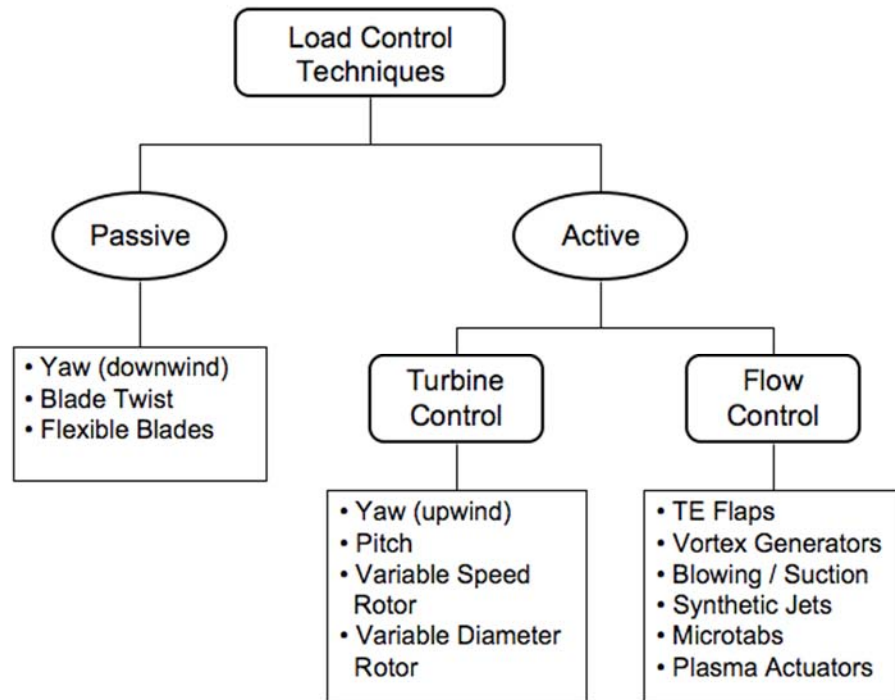 Load Control
Techniques
Passive
Active
• Yaw (downwind)
• Blade Twist
• Flexible Blades
Turbine
Control
Flow
Control
• Yaw (upwind)
• Pitch
• Variable Speed
Rotor
• Variable Diameter
Rotor
• TE Flaps
• Vortex Generators
• Blowing / Suction
• Synthetic Jets
• Microtabs
• Plasma Actuators